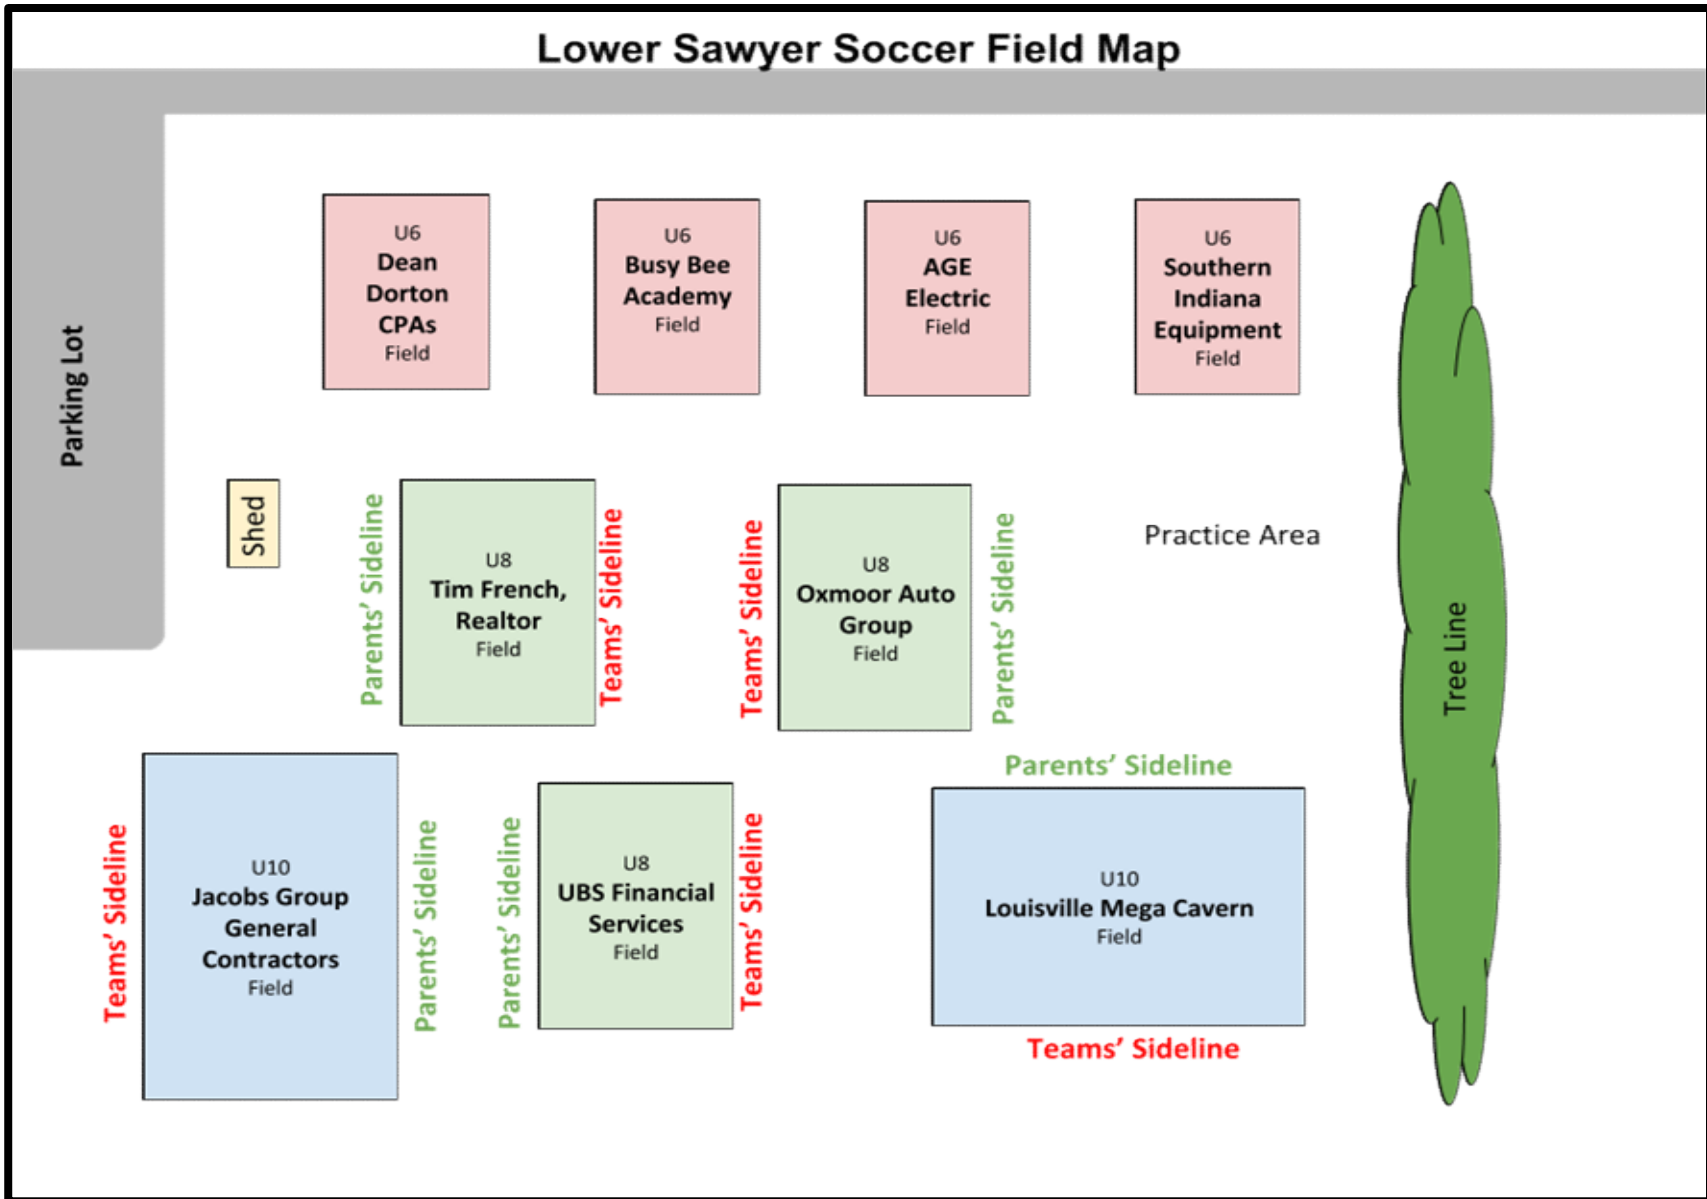 Lower Sawyer Soccer Field Map
Parking Lot
U6
Dean
Dorton
CPAs
Field
U6
Busy Bee
Academy
Field
U6
AGE
Electric
Field
U6
Southern
Indiana
Equipment
Field
Shed
Parents' Sideline
U8
Tim French,
Realtor
Field
Teams' Sideline
Teams' Sideline
U8
Oxmoor Auto
Group
Field
Parents' Sideline
Practice Area
Tree Line
Teams' Sideline
U10
Jacobs Group
General
Contractors
Field
Parents' Sideline
Parents' Sideline
U8
UBS Financial
Services
Field
Teams' Sideline
Parents' Sideline
U10
Louisville Mega Cavern
Field
Teams' Sideline